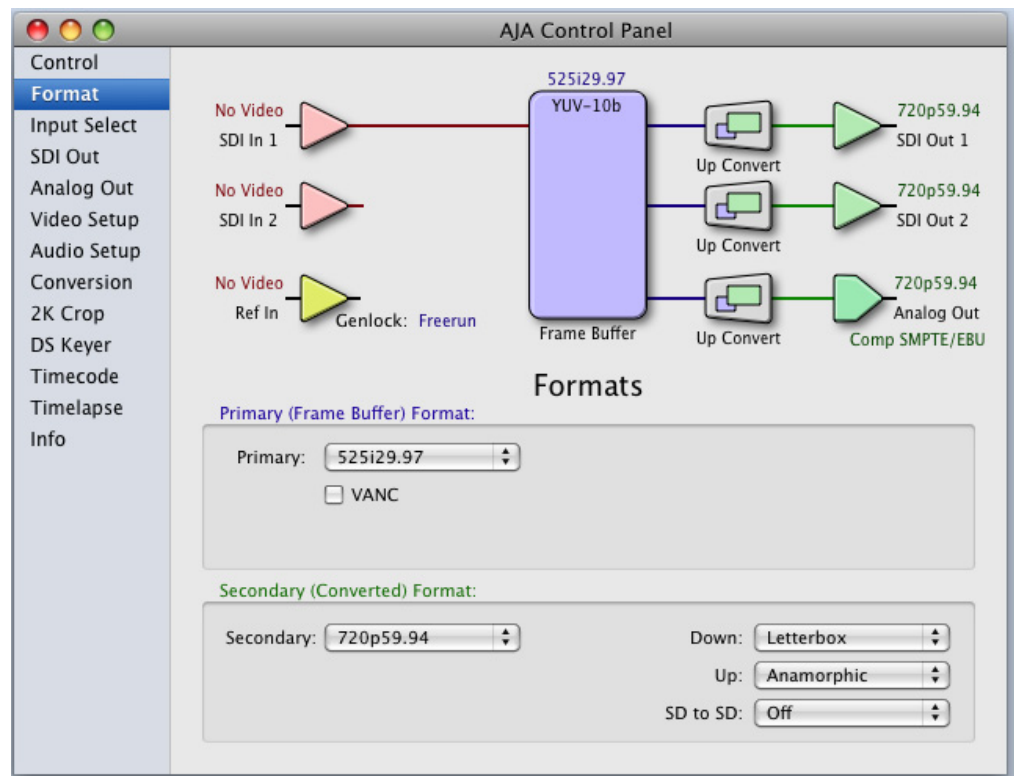 AJA Control Panel
Control
Format
Input Select
SDI Out
Analog Out
Video Setup
Audio Setup
Conversion
2K Crop
DS Keyer
Timecode
Timelapse
Info
525i29.97
YUV-10b
No Video
SDI In 1
720p59.94
SDI Out 1
Up Convert
No Video
SDI In 2
720p59.94
SDI Out 2
Up Convert
No Video
Ref In
Genlock: Freerun
720p59.94
Analog Out
Frame Buffer
Up Convert
Comp SMPTE/EBU
Formats
Primary (Frame Buffer) Format:
Primary: 525i29.97
VANC
Secondary (Converted) Format:
Secondary: 720p59.94
Down: Letterbox
Up: Anamorphic
SD to SD: Off